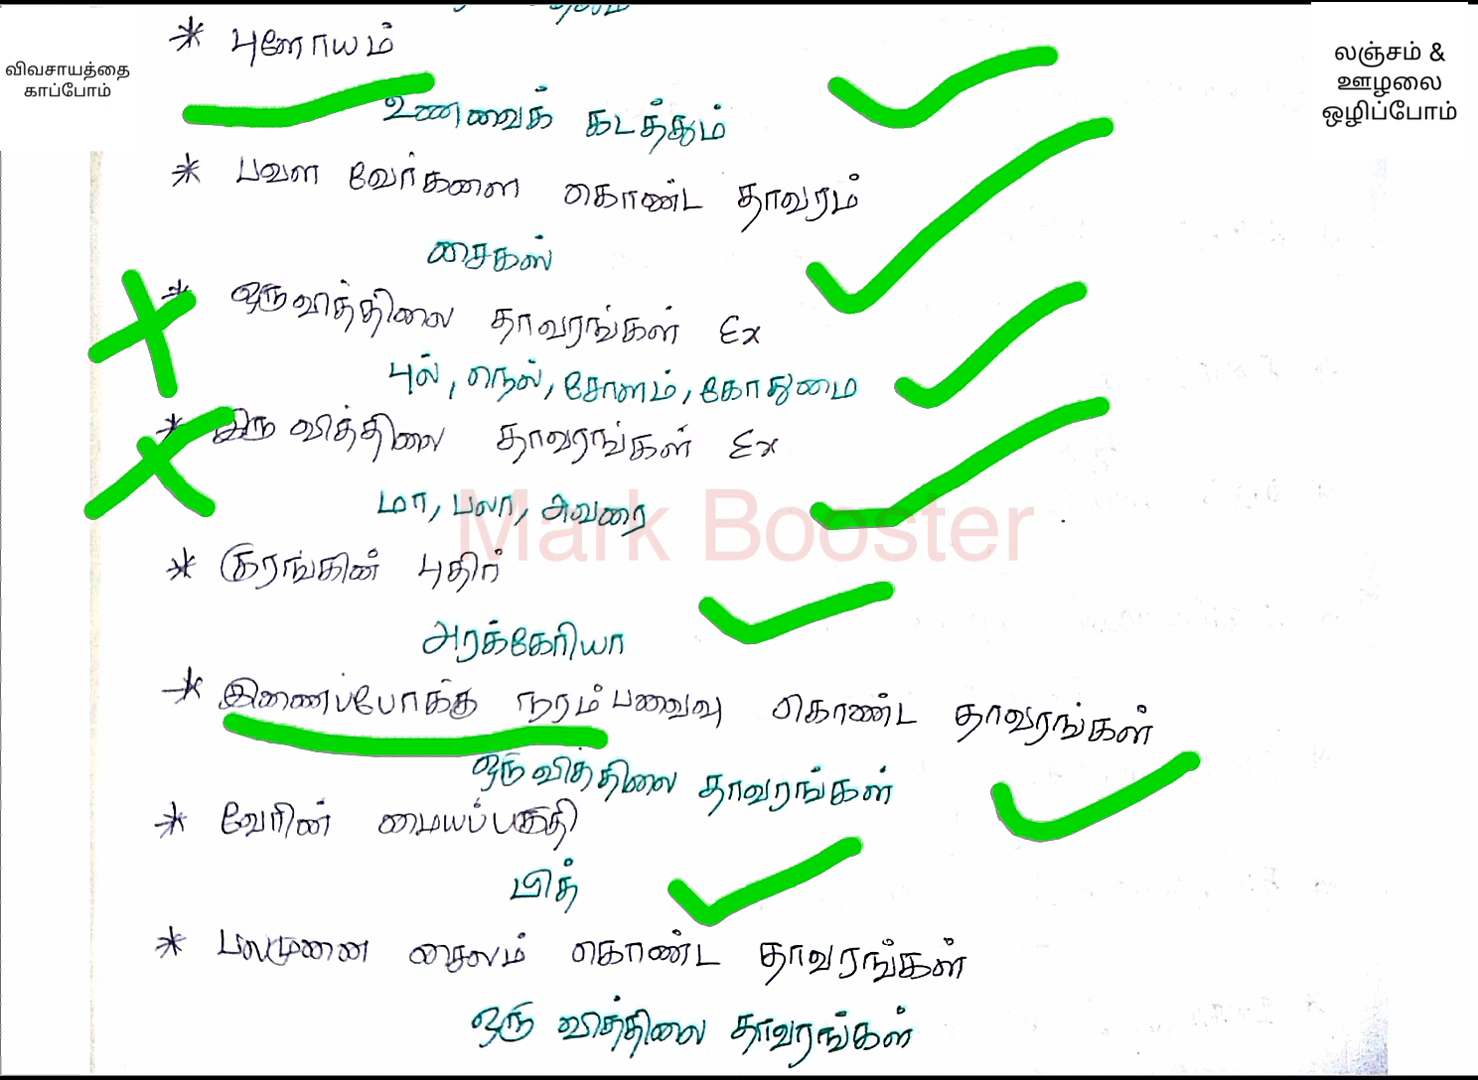 * புளோயம்
விவசாயத்தை
காப்போம்
லஞ்சம் &
ஊழலை
ஒழிப்போம்
உணவைக் கடத்தும்
* பவள வேர்களை கொண்ட தாவரம்
சைகஸ்
* ஒருவித்திலை தாவரங்கள் Ex
புல், நெல், சோளம், கோதுமை
* இரு வித்திலை தாவரங்கள் Ex
மா, பலா, அவரை
Mark Booster
* குரங்கின் புதிர்
அரக்கேரியா
* இணைப்போக்கு நரம்பமைவு கொண்ட தாவரங்கள்
ஒரு வித்திலை தாவரங்கள்
* வேரின் மையப்பகுதி
பித்
* பலமுனை சைலம் கொண்ட தாவரங்கள்
ஒரு வித்திலை தாவரங்கள்